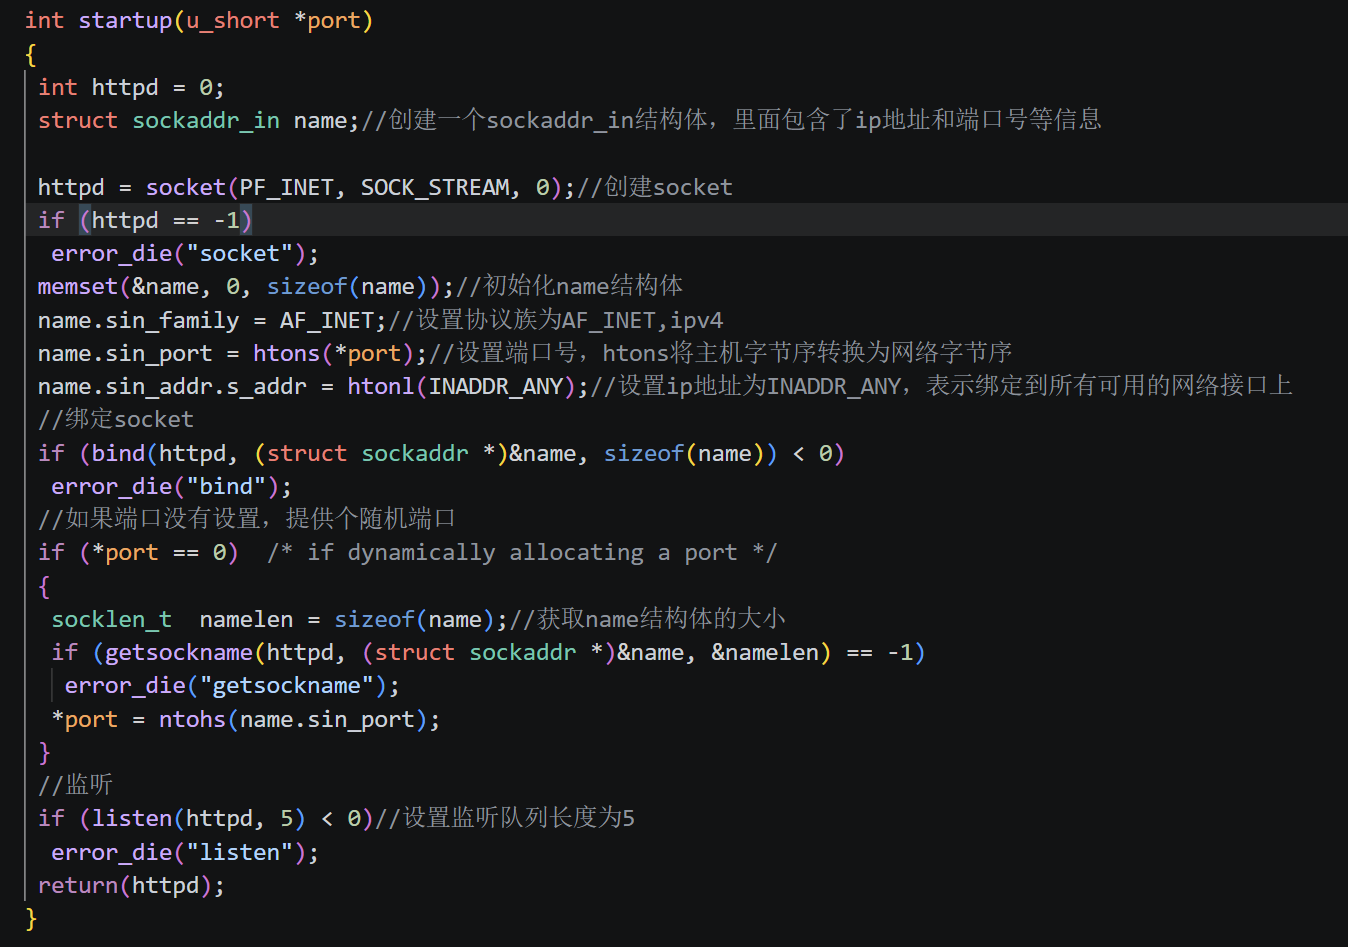 int startup(u_short *port)
{
 int httpd = 0;
 struct sockaddr_in name;//创建一个sockaddr_in结构体，里面包含了ip地址和端口号等信息

 httpd = socket(PF_INET, SOCK_STREAM, 0);//创建socket
 if (httpd == -1)
  error_die("socket");
 memset(&name, 0, sizeof(name));//初始化name结构体
 name.sin_family = AF_INET;//设置协议族为AF_INET,ipv4
 name.sin_port = htons(*port);//设置端口号，htons将主机字节序转换为网络字节序
 name.sin_addr.s_addr = htonl(INADDR_ANY);//设置ip地址为INADDR_ANY，表示绑定到所有可用的网络接口上
 //绑定socket
 if (bind(httpd, (struct sockaddr *)&name, sizeof(name)) < 0)
  error_die("bind");
 //如果端口没有设置，提供个随机端口
 if (*port == 0)  /* if dynamically allocating a port */
 {
  socklen_t  namelen = sizeof(name);//获取name结构体的大小
  if (getsockname(httpd, (struct sockaddr *)&name, &namelen) == -1)
   error_die("getsockname");
  *port = ntohs(name.sin_port);
 }
 //监听
 if (listen(httpd, 5) < 0)//设置监听队列长度为5
  error_die("listen");
 return(httpd);
}